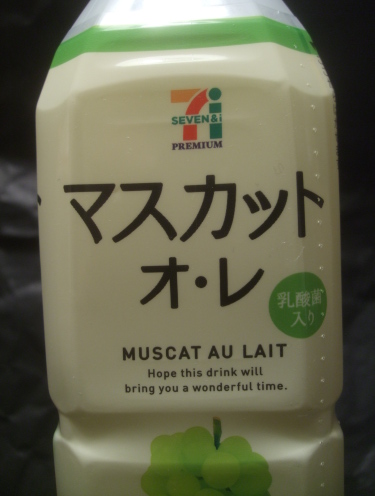 SEVEN&i
PREMIUM
マスカット
オ・レ
乳酸菌
入り
MUSCAT AU LAIT
Hope this drink will
bring you a wonderful time.